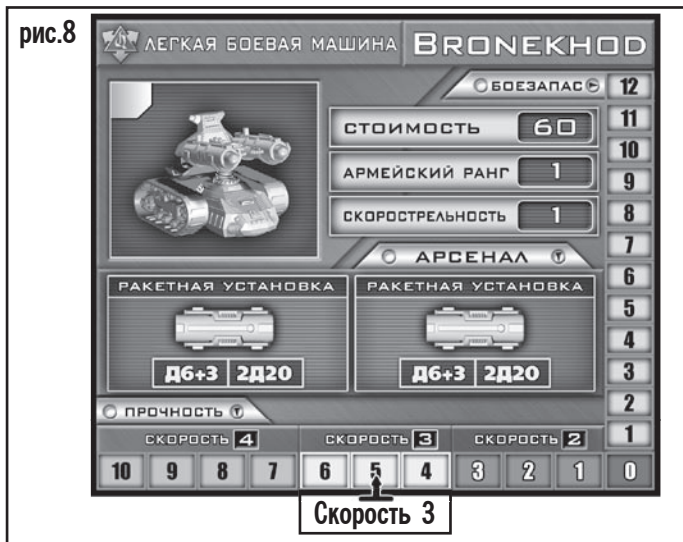 рис.8
ЛЕГКАЯ БОЕВАЯ МАШИНА BRONEKHOD
БОЕЗАПАС 12
СТОИМОСТЬ 60 11
10
АРМЕЙСКИЙ РАНГ 1 9
СКОРОСТРЕЛЬНОСТЬ 1 8
7
АРСЕНАЛ
6
РАКЕТНАЯ УСТАНОВКА РАКЕТНАЯ УСТАНОВКА
5
4
Д6+3 2Д20 Д6+3 2Д20 3
ПРОЧНОСТЬ 2
СКОРОСТЬ 4 СКОРОСТЬ 3 СКОРОСТЬ 2 1
10 9 8 7 6 5 4 3 2 1 0
Скорость 3